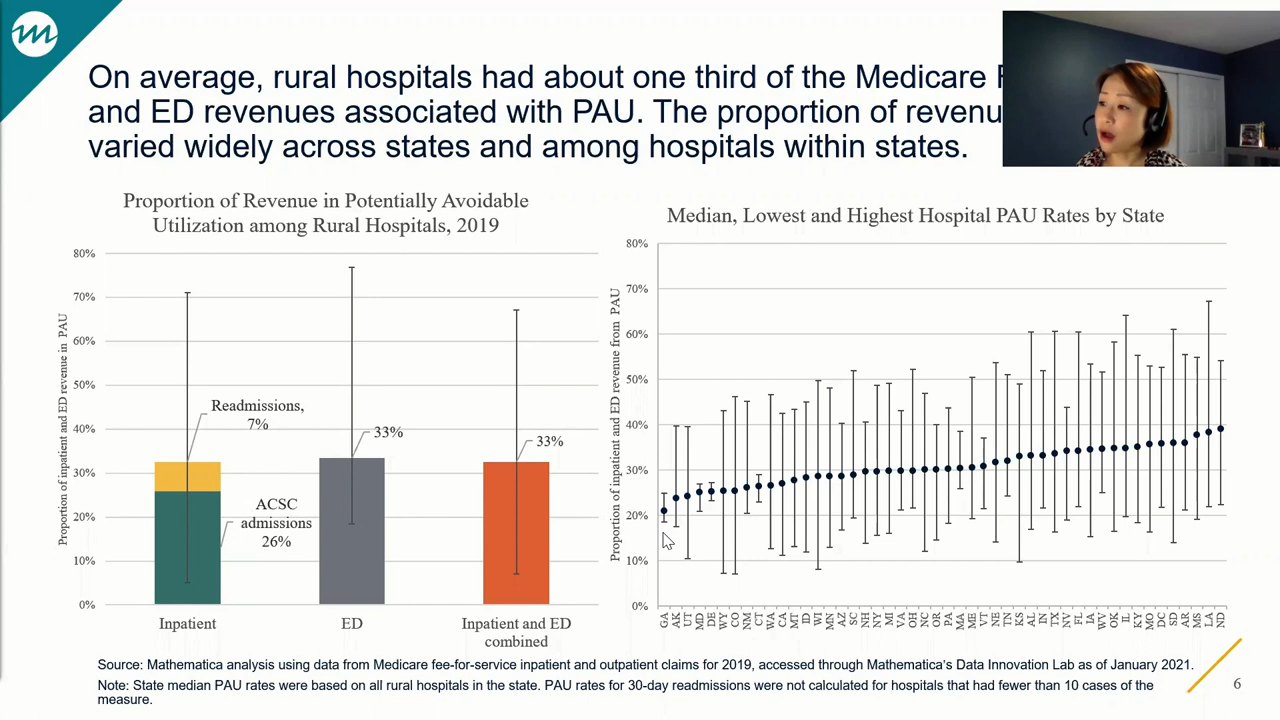 On average, rural hospitals had about one third of the Medicare
and ED revenues associated with PAU. The proportion of
varied widely across states and among hospitals within states.
Proportion of Revenue in Potentially Avoidable
Utilization among Rural Hospitals, 2019
Proportion of inpatient and ED revenue in PAU
80%
70%
60%
50%
40%
30%
20%
10%
0%
Readmissions,
7%
ACSC
admissions
26%
33%
33%
Inpatient
ED
Inpatient and ED
combined
Median, Lowest and Highest Hospital PAU Rates by State
Proportion of inpatient and ED revenue from PAU
80%
70%
60%
50%
40%
30%
20%
10%
0%
GA AK UT MD DE WY CO NM CT WA CA MT ID WI MN AZ SC NH NY MI VA OH NC OR PA MA ME VT NE TN KS AL IN TX NV FL IA WV OK IL KY MO DC SD AR MS LA ND
Source: Mathematica analysis using data from Medicare fee-for-service inpatient and outpatient claims for 2019, accessed through Mathematica's Data Innovation Lab as of January 2021.
Note: State median PAU rates were based on all rural hospitals in the state. PAU rates for 30-day readmissions were not calculated for hospitals that had fewer than 10 cases of the
measure.
6